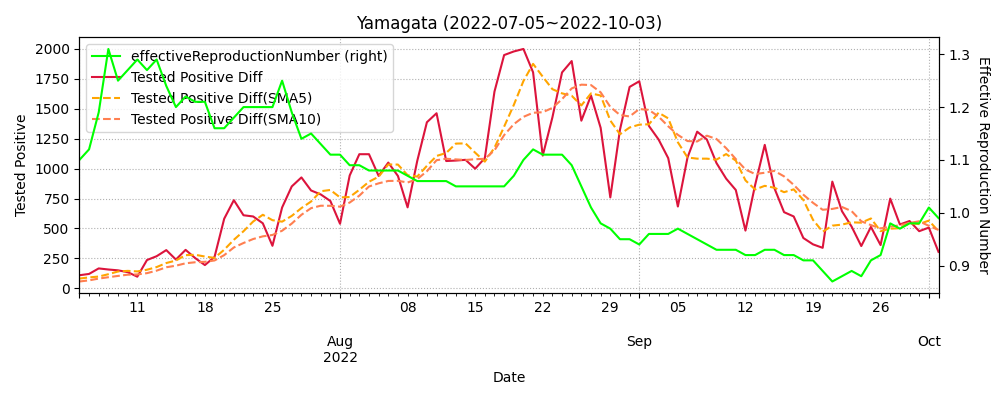 Yamagata (2022-07-05~2022-10-03)
effectiveReproductionNumber (right)
Tested Positive Diff
Tested Positive Diff(SMA5)
Tested Positive Diff(SMA10)
Tested Positive
2000
1750
1500
1250
1000
750
500
250
0
1.3
1.2
1.1
1.0
0.9
Effective Reproduction Number
11 18 25 08 15 22 29 05 12 19 26
Aug Sep Oct
2022
Date